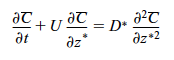 ∂C̅/∂t + U ∂C̅/∂z* = D* ∂²C̅/∂z*²